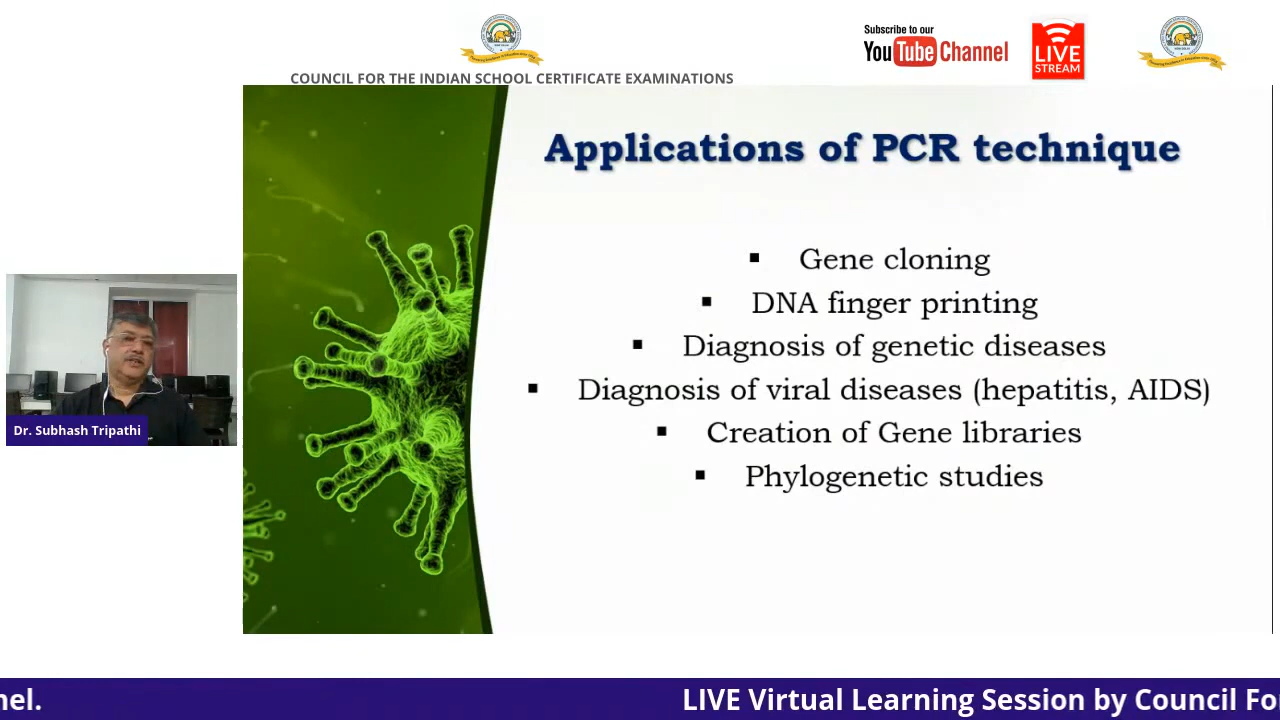 Subscribe to our
YouTube Channel
LIVE
STREAM
COUNCIL FOR THE INDIAN SCHOOL CERTIFICATE EXAMINATIONS
Applications of PCR technique
▪ Gene cloning
▪ DNA finger printing
▪ Diagnosis of genetic diseases
▪ Diagnosis of viral diseases (hepatitis, AIDS)
▪ Creation of Gene libraries
▪ Phylogenetic studies
Dr. Subhash Tripathi
nel. LIVE Virtual Learning Session by Council Fo